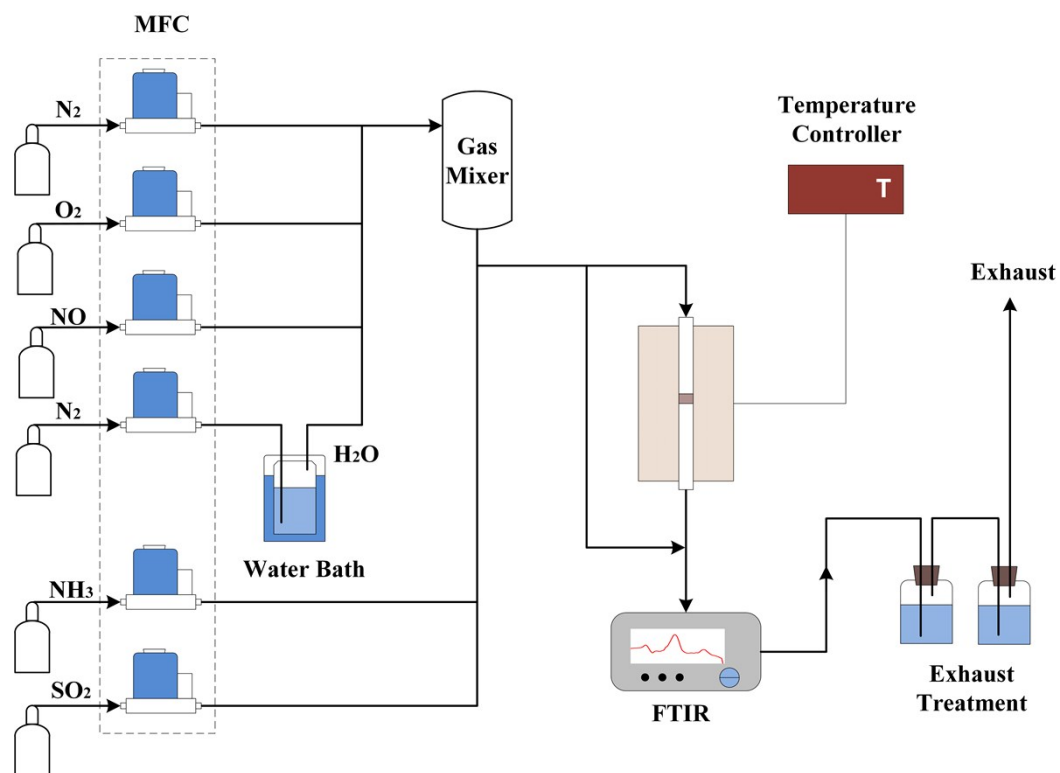 MFC
N2
O2
NO
N2
H2O
Water Bath
NH3
SO2
Gas
Mixer
Temperature
Controller
T
Exhaust
FTIR
Exhaust
Treatment